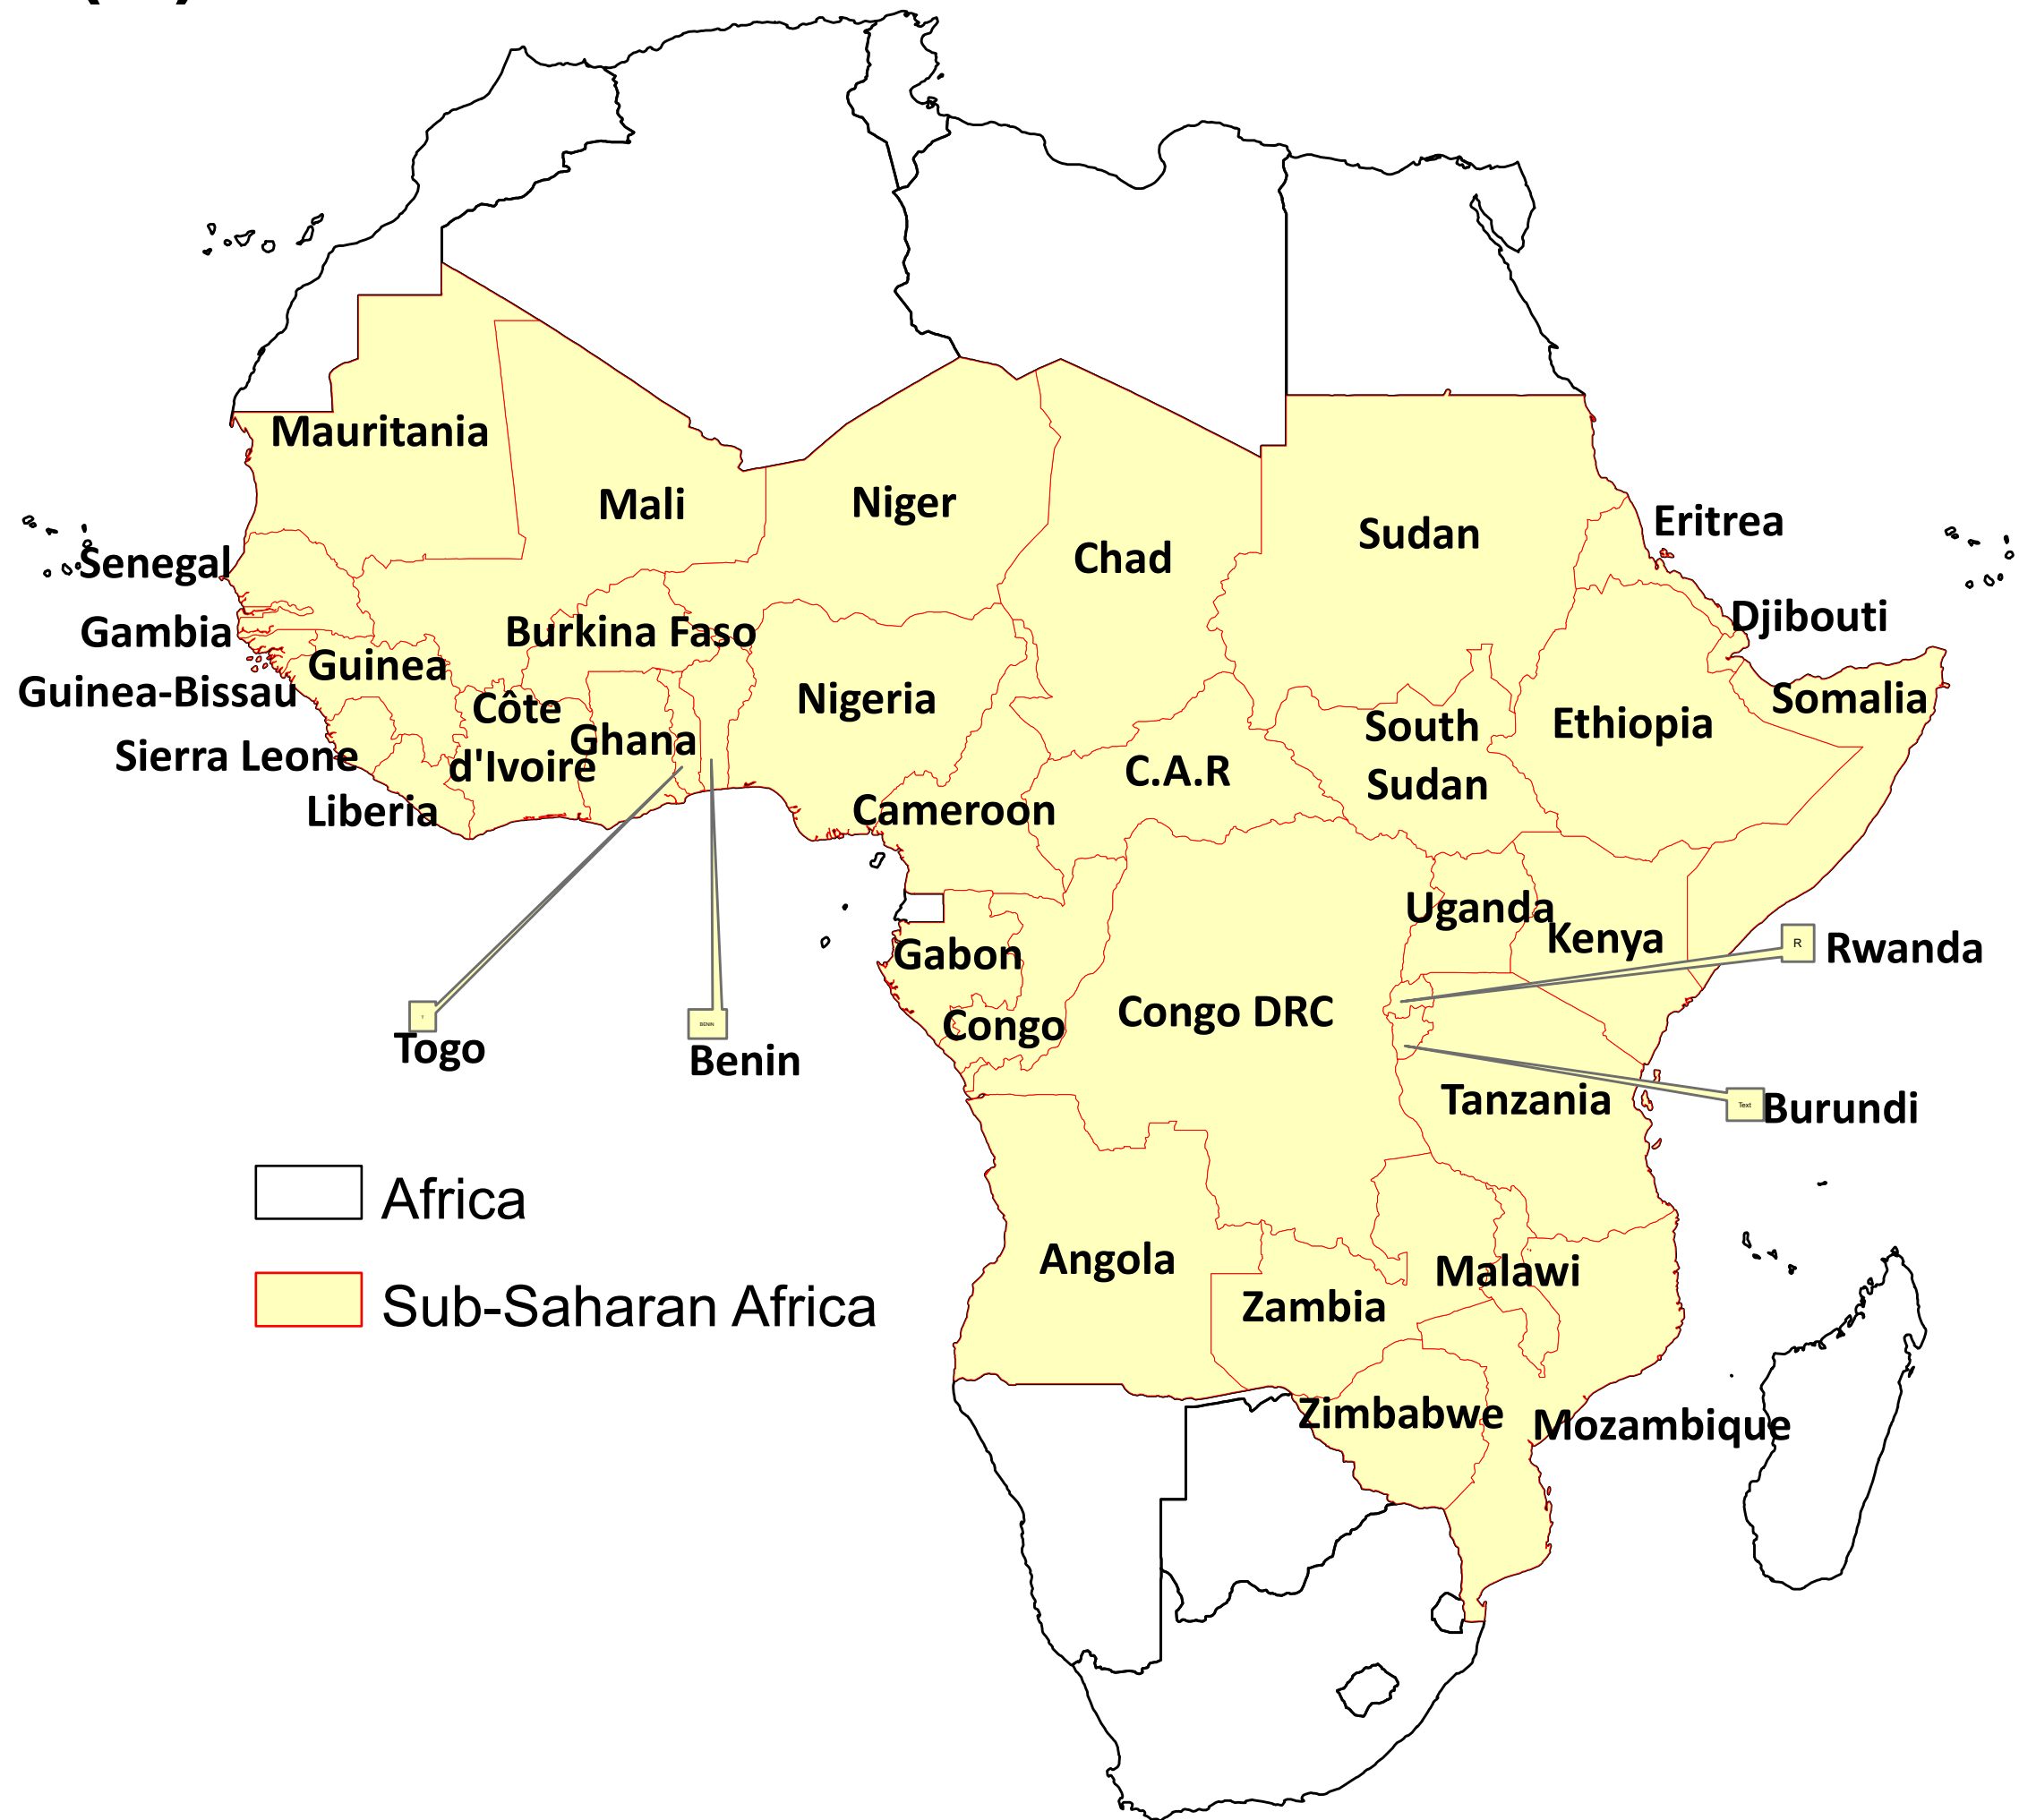 Mauritania
Mali
Niger
Chad
Sudan
Eritrea
Senegal
Djibouti
Gambia
Burkina Faso
Guinea
Guinea-Bissau
Nigeria
Somalia
Côte
d'Ivoire
Ghana
South
Sudan
Ethiopia
Sierra Leone
C.A.R
Liberia
Cameroon
Uganda
Kenya
R
Rwanda
Gabon
Congo
Congo DRC
Togo
BENIN
Benin
Tanzania
Text
Burundi
Africa
Sub-Saharan Africa
Angola
Malawi
Zambia
Zimbabwe
Mozambique